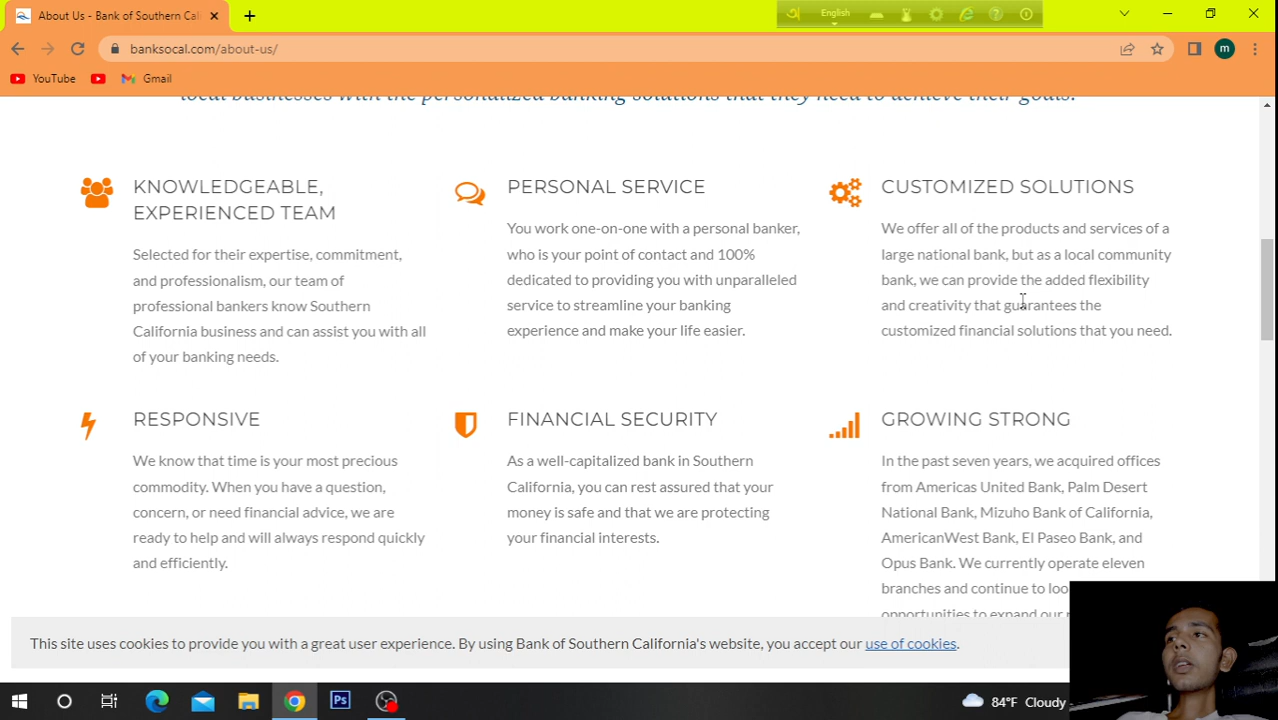 About Us - Bank of Southern Cal
English
banksocal.com/about-us/
m
YouTube
Gmail
local businesses with the personalized banking solutions that they need to achieve their goals.
KNOWLEDGEABLE,
EXPERIENCED TEAM
Selected for their expertise, commitment,
and professionalism, our team of
professional bankers know Southern
California business and can assist you with all
of your banking needs.
PERSONAL SERVICE
You work one-on-one with a personal banker,
who is your point of contact and 100%
dedicated to providing you with unparalleled
service to streamline your banking
experience and make your life easier.
CUSTOMIZED SOLUTIONS
We offer all of the products and services of a
large national bank, but as a local community
bank, we can provide the added flexibility
and creativity that guarantees the
customized financial solutions that you need.
RESPONSIVE
We know that time is your most precious
commodity. When you have a question,
concern, or need financial advice, we are
ready to help and will always respond quickly
and efficiently.
FINANCIAL SECURITY
As a well-capitalized bank in Southern
California, you can rest assured that your
money is safe and that we are protecting
your financial interests.
GROWING STRONG
In the past seven years, we acquired offices
from Americas United Bank, Palm Desert
National Bank, Mizuho Bank of California,
AmericanWest Bank, El Paseo Bank, and
Opus Bank. We currently operate eleven
branches and continue to
opportunities to expand our
This site uses cookies to provide you with a great user experience. By using Bank of Southern California's website, you accept our use of cookies.
Ps
84°F Cloudy